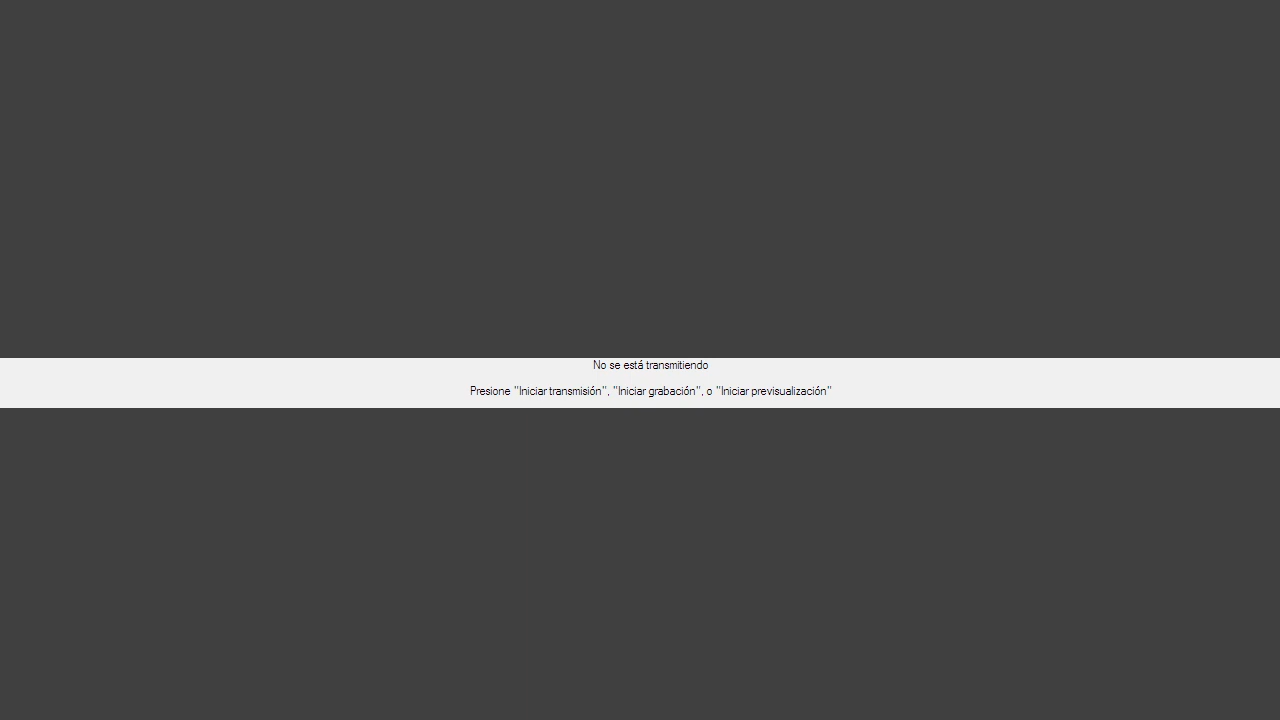 No se está transmitiendo
Presione "Iniciar transmisión", "Iniciar grabación", o "Iniciar previsualización"